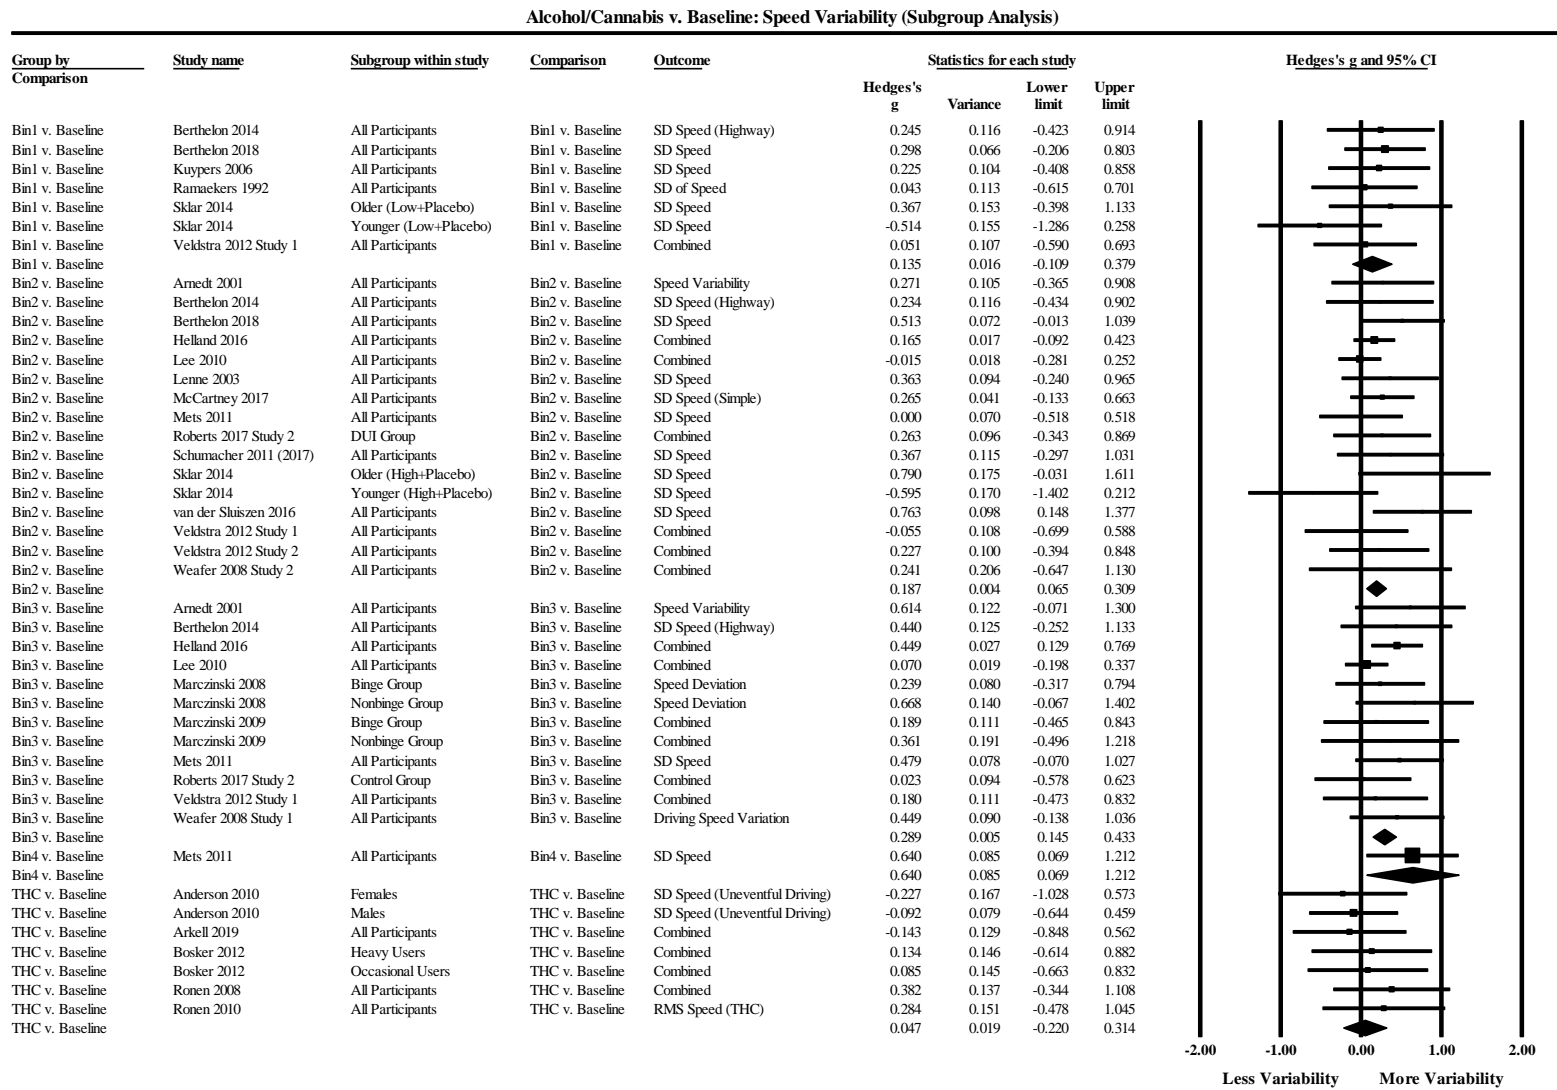 Alcohol/Cannabis v. Baseline: Speed Variability (Subgroup Analysis)
Group by Study name Subgroup within study Comparison Outcome Statistics for each study Hedges's g and 95% CI
Comparison
Hedges's Lower Upper
g Variance limit limit
Bin1 v. Baseline Berthelon 2014 All Participants Bin1 v. Baseline SD Speed (Highway) 0.245 0.116 -0.423 0.914
Bin1 v. Baseline Berthelon 2018 All Participants Bin1 v. Baseline SD Speed 0.298 0.066 -0.206 0.803
Bin1 v. Baseline Kuypers 2006 All Participants Bin1 v. Baseline SD Speed 0.225 0.104 -0.408 0.858
Bin1 v. Baseline Ramaekers 1992 All Participants Bin1 v. Baseline SD of Speed 0.043 0.113 -0.615 0.701
Bin1 v. Baseline Sklar 2014 Older (Low+Placebo) Bin1 v. Baseline SD Speed 0.367 0.153 -0.398 1.133
Bin1 v. Baseline Sklar 2014 Younger (Low+Placebo) Bin1 v. Baseline SD Speed -0.514 0.155 -1.286 0.258
Bin1 v. Baseline Veldstra 2012 Study 1 All Participants Bin1 v. Baseline Combined 0.051 0.107 -0.590 0.693
Bin1 v. Baseline 0.135 0.016 -0.109 0.379
Bin2 v. Baseline Arnedt 2001 All Participants Bin2 v. Baseline Speed Variability 0.271 0.105 -0.365 0.908
Bin2 v. Baseline Berthelon 2014 All Participants Bin2 v. Baseline SD Speed (Highway) 0.234 0.116 -0.434 0.902
Bin2 v. Baseline Berthelon 2018 All Participants Bin2 v. Baseline SD Speed 0.513 0.072 -0.013 1.039
Bin2 v. Baseline Helland 2016 All Participants Bin2 v. Baseline Combined 0.165 0.017 -0.092 0.423
Bin2 v. Baseline Lee 2010 All Participants Bin2 v. Baseline Combined -0.015 0.018 -0.281 0.252
Bin2 v. Baseline Lenne 2003 All Participants Bin2 v. Baseline SD Speed 0.363 0.094 -0.240 0.965
Bin2 v. Baseline McCartney 2017 All Participants Bin2 v. Baseline SD Speed (Simple) 0.265 0.041 -0.133 0.663
Bin2 v. Baseline Mets 2011 All Participants Bin2 v. Baseline SD Speed 0.000 0.070 -0.518 0.518
Bin2 v. Baseline Roberts 2017 Study 2 DUI Group Bin2 v. Baseline Combined 0.263 0.096 -0.343 0.869
Bin2 v. Baseline Schumacher 2011 (2017) All Participants Bin2 v. Baseline SD Speed 0.367 0.115 -0.297 1.031
Bin2 v. Baseline Sklar 2014 Older (High+Placebo) Bin2 v. Baseline SD Speed 0.790 0.175 -0.031 1.611
Bin2 v. Baseline Sklar 2014 Younger (High+Placebo) Bin2 v. Baseline SD Speed -0.595 0.170 -1.402 0.212
Bin2 v. Baseline van der Sluiszen 2016 All Participants Bin2 v. Baseline SD Speed 0.763 0.098 0.148 1.377
Bin2 v. Baseline Veldstra 2012 Study 1 All Participants Bin2 v. Baseline Combined -0.055 0.108 -0.699 0.588
Bin2 v. Baseline Veldstra 2012 Study 2 All Participants Bin2 v. Baseline Combined 0.227 0.100 -0.394 0.848
Bin2 v. Baseline Weafer 2008 Study 2 All Participants Bin2 v. Baseline Combined 0.241 0.206 -0.647 1.130
Bin2 v. Baseline 0.187 0.004 0.065 0.309
Bin3 v. Baseline Arnedt 2001 All Participants Bin3 v. Baseline Speed Variability 0.614 0.122 -0.071 1.300
Bin3 v. Baseline Berthelon 2014 All Participants Bin3 v. Baseline SD Speed (Highway) 0.440 0.125 -0.252 1.133
Bin3 v. Baseline Helland 2016 All Participants Bin3 v. Baseline Combined 0.449 0.027 0.129 0.769
Bin3 v. Baseline Lee 2010 All Participants Bin3 v. Baseline Combined 0.070 0.019 -0.198 0.337
Bin3 v. Baseline Marczinski 2008 Binge Group Bin3 v. Baseline Speed Deviation 0.239 0.080 -0.317 0.794
Bin3 v. Baseline Marczinski 2008 Nonbinge Group Bin3 v. Baseline Speed Deviation 0.668 0.140 -0.067 1.402
Bin3 v. Baseline Marczinski 2009 Binge Group Bin3 v. Baseline Combined 0.189 0.111 -0.465 0.843
Bin3 v. Baseline Marczinski 2009 Nonbinge Group Bin3 v. Baseline Combined 0.361 0.191 -0.496 1.218
Bin3 v. Baseline Mets 2011 All Participants Bin3 v. Baseline SD Speed 0.479 0.078 -0.070 1.027
Bin3 v. Baseline Roberts 2017 Study 2 Control Group Bin3 v. Baseline Combined 0.023 0.094 -0.578 0.623
Bin3 v. Baseline Veldstra 2012 Study 1 All Participants Bin3 v. Baseline Combined 0.180 0.111 -0.473 0.832
Bin3 v. Baseline Weafer 2008 Study 1 All Participants Bin3 v. Baseline Driving Speed Variation 0.449 0.090 -0.138 1.036
Bin3 v. Baseline 0.289 0.005 0.145 0.433
Bin4 v. Baseline Mets 2011 All Participants Bin4 v. Baseline SD Speed 0.640 0.085 0.069 1.212
Bin4 v. Baseline 0.640 0.085 0.069 1.212
THC v. Baseline Anderson 2010 Females THC v. Baseline SD Speed (Uneventful Driving) -0.227 0.167 -1.028 0.573
THC v. Baseline Anderson 2010 Males THC v. Baseline SD Speed (Uneventful Driving) -0.092 0.079 -0.644 0.459
THC v. Baseline Arkell 2019 All Participants THC v. Baseline Combined -0.143 0.129 -0.848 0.562
THC v. Baseline Bosker 2012 Heavy Users THC v. Baseline Combined 0.134 0.146 -0.614 0.882
THC v. Baseline Bosker 2012 Occasional Users THC v. Baseline Combined 0.085 0.145 -0.663 0.832
THC v. Baseline Ronen 2008 All Participants THC v. Baseline Combined 0.382 0.137 -0.344 1.108
THC v. Baseline Ronen 2010 All Participants THC v. Baseline RMS Speed (THC) 0.284 0.151 -0.478 1.045
THC v. Baseline 0.047 0.019 -0.220 0.314
-2.00 -1.00 0.00 1.00 2.00
Less Variability More Variability